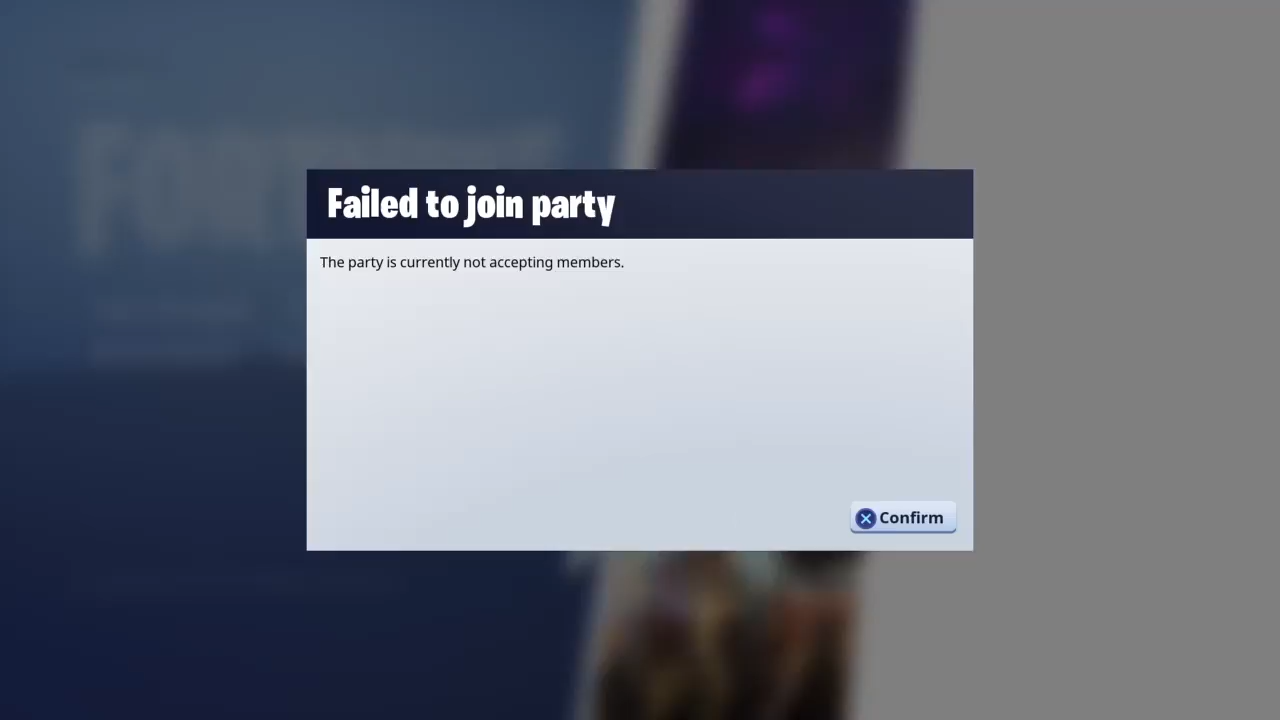 Failed to join party
The party is currently not accepting members.
Confirm